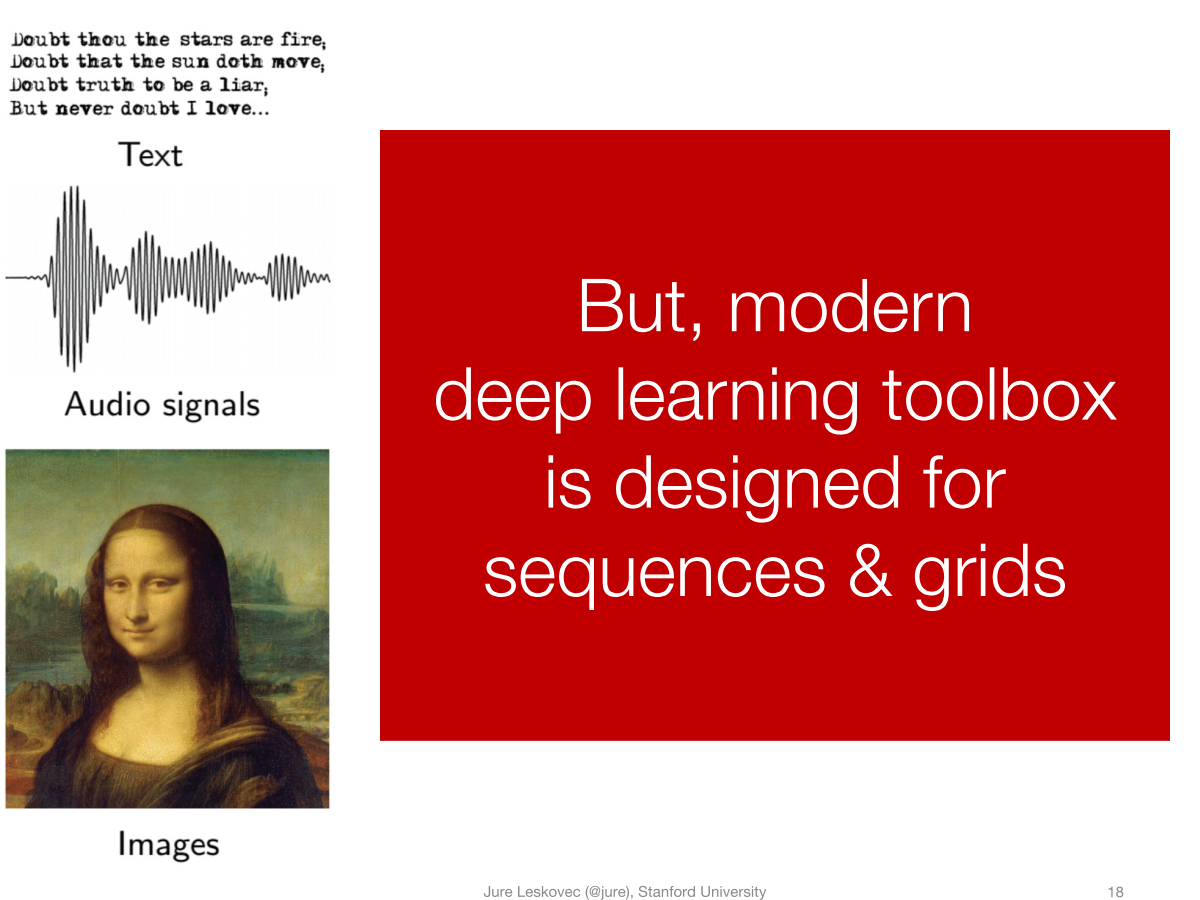 Doubt thou the stars are fire;
Doubt that the sun doth move;
Doubt truth to be a liar;
But never doubt I love...
Text
Audio signals
Images
But, modern
deep learning toolbox
is designed for
sequences & grids
Jure Leskovec (@jure), Stanford University
18